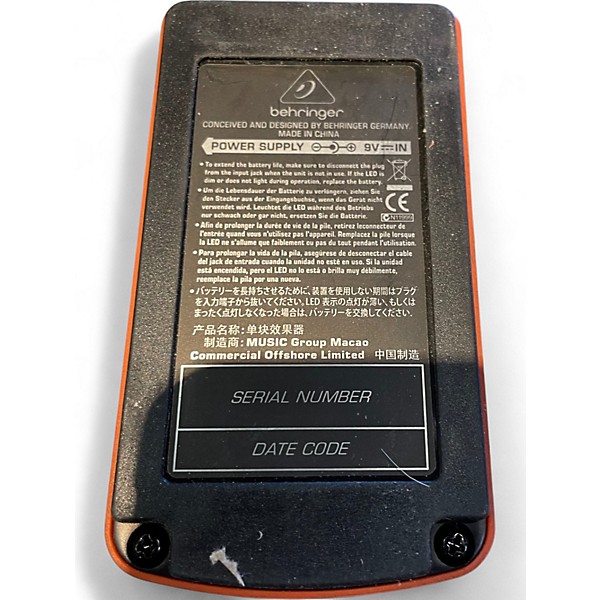 behringer
CONCEIVED AND DESIGNED BY BEHRINGER GERMANY.
MADE IN CHINA
POWER SUPPLY 9V IN
•To extend the battery life, make sure to disconnect the plug
from the input jack when the unit is not in use. If the LED is
dim or does not light during operation, replace the battery.
•Um die Lebensdauer der Batterie zu verlängern, ziehen Sie
den Stecker aus der Eingangsbuchse, wenn das Gerät nicht
verwendet wird. Leuchtet die LED während des Betriebs
nur schwach oder gar nicht, ersetzen Sie die Batterie.
•Afin de prolonger la durée de vie de la pile, retirez leconnecteur de
l'entrée quand vous n'utilisez pas l'appareil. Remplacez la pile lorsque
la LED ne s'allume que faiblement eu pas du tout pendant l'utilisation.
•Para prolongar la vida de la pila, asegúrese de desconectar el cable
del jack de entrada cuando la unidad no esté en uso. Si la unidad
está encendida, pero el LED no lo está o brilla muy débilmente,
reemplace la pila por una nueva.
•バッテリーを長持ちさせるために、装置を使用しない期間はプラグ
を入力端子から抜いてください。LED 表示の点灯が薄い、もしくは
まったく点灯しなくなった場合は、バッテリーを交換してください。
产品名称: 单块效果器
制造商: MUSIC Group Macao
Commercial Offshore Limited 中国制造
CE
N11995
SERIAL NUMBER
DATE CODE